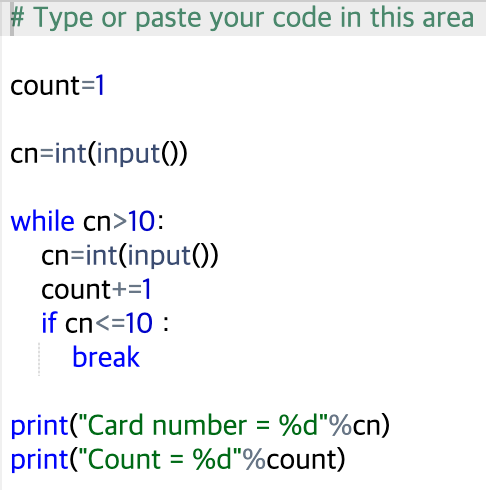 # Type or paste your code in this area
count=1
cn=int(input())
while cn>10:
cn=int(input())
count+=1
if cn<=10 :
break
print("Card number = %d"%cn)
print("Count = %d"%count)